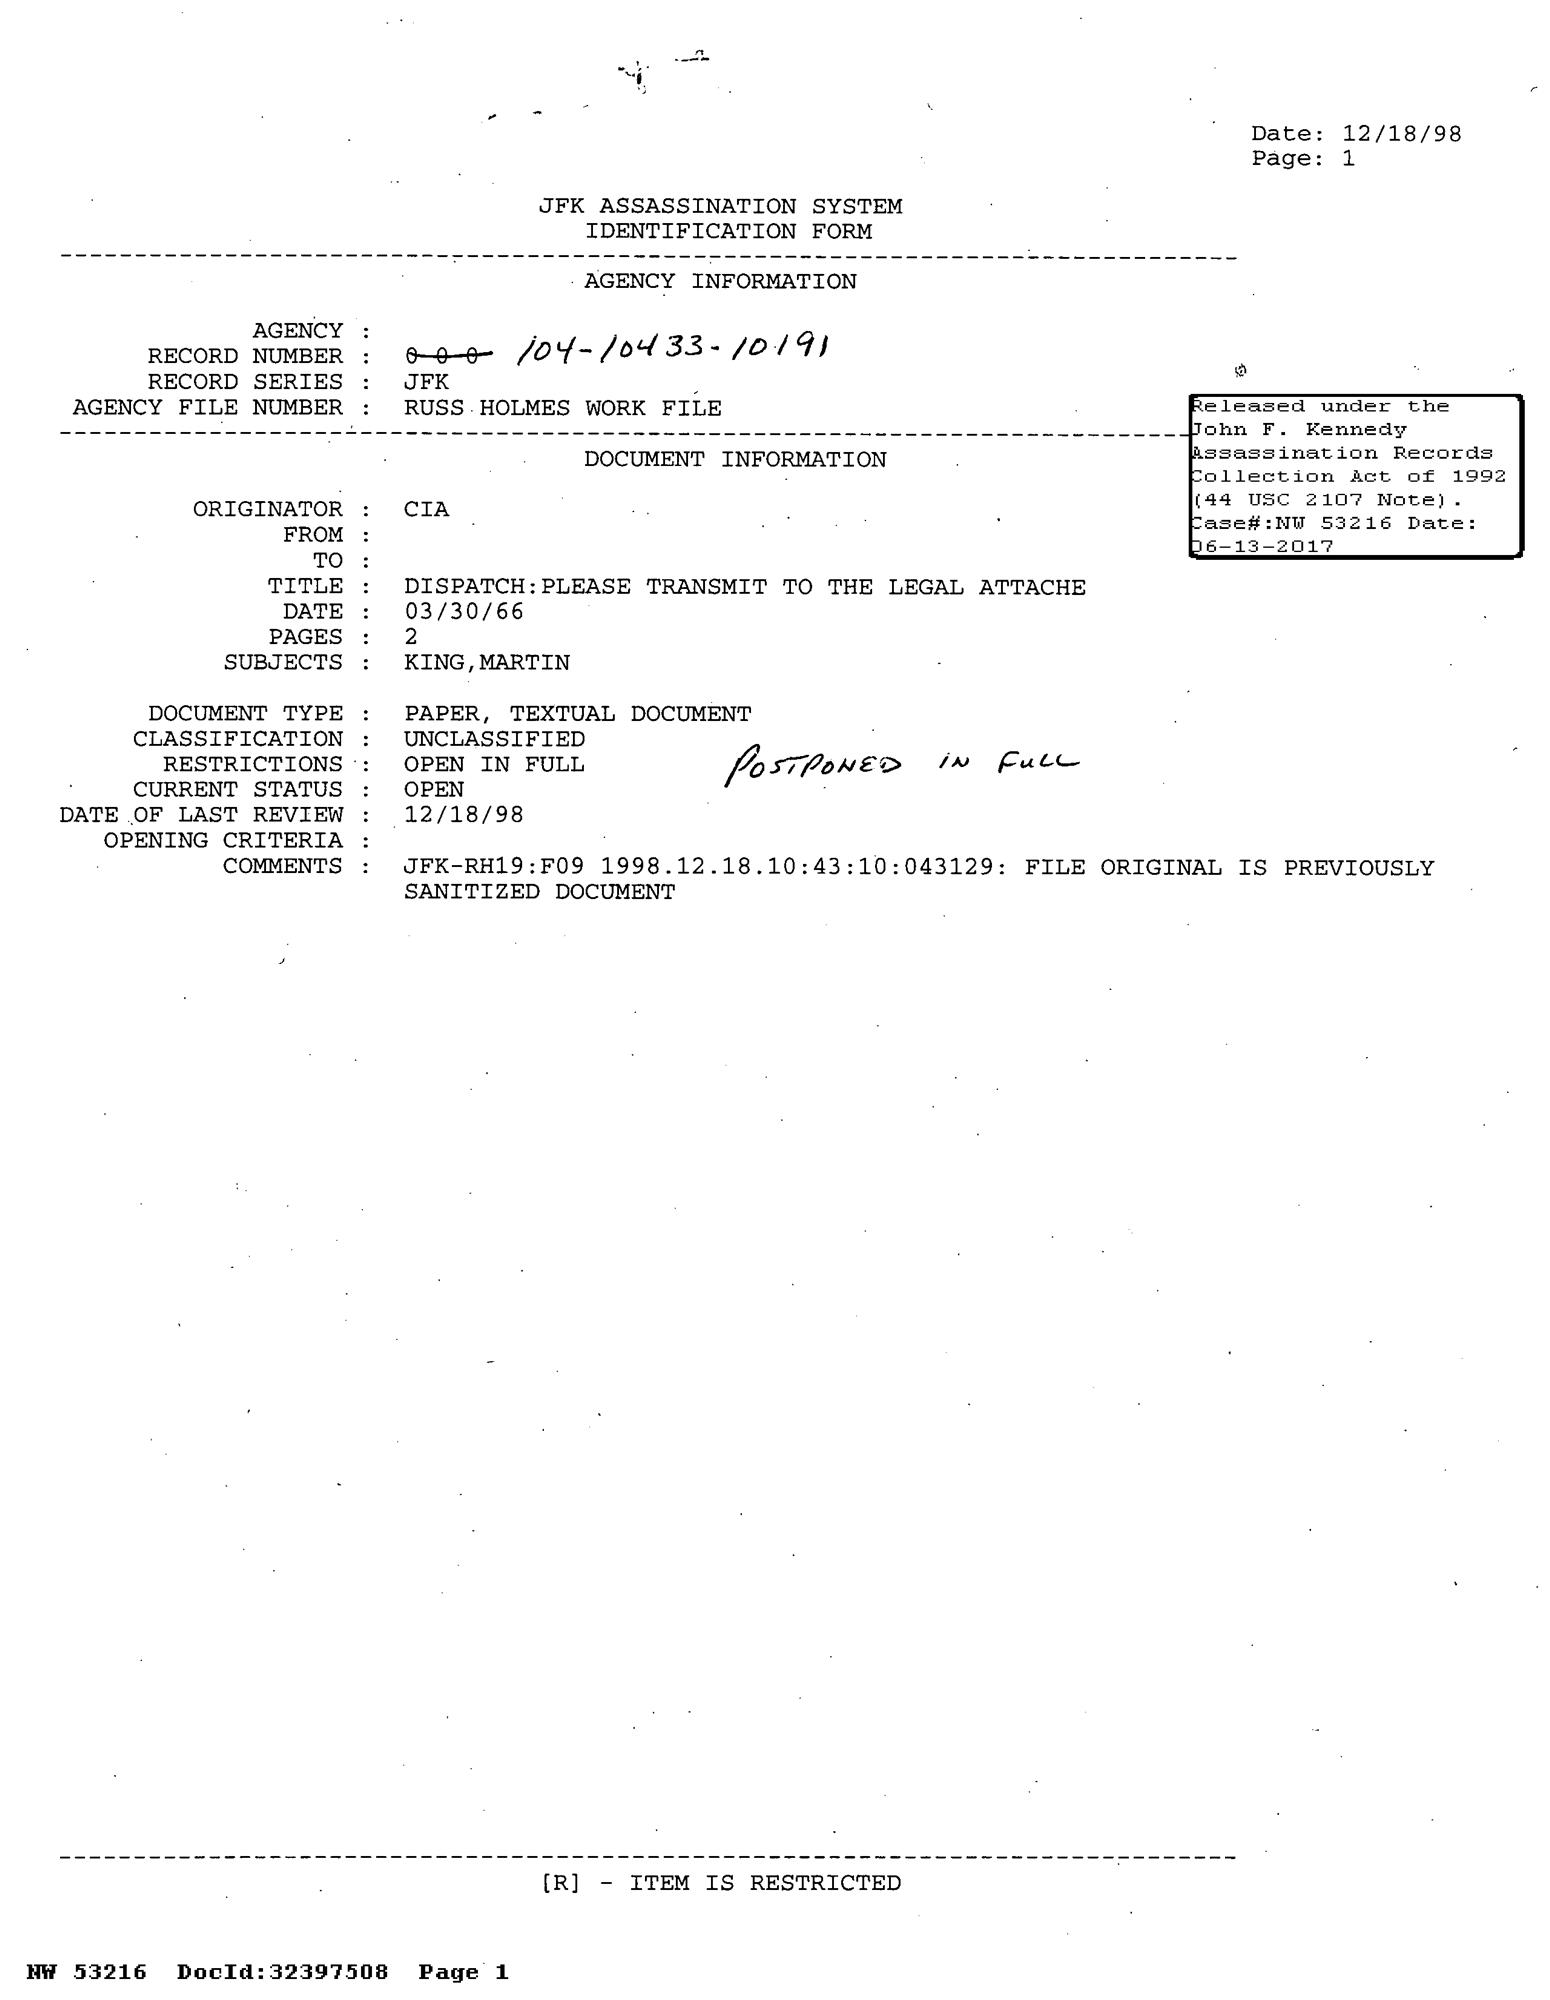 Date: 12/18/98
Page: 1
JFK ASSASSINATION SYSTEM
IDENTIFICATION FORM
AGENCY INFORMATION
AGENCY :
RECORD NUMBER : 0 0 0 104-10433-10191
RECORD SERIES : JFK
AGENCY FILE NUMBER : RUSS HOLMES WORK FILE
Released under the
John F. Kennedy
Assassination Records
Collection Act of 1992
(44 USC 2107 Note).
Case#:NW 53216 Date:
06-13-2017
DOCUMENT INFORMATION
ORIGINATOR : CIA
FROM :
TO :
TITLE : DISPATCH:PLEASE TRANSMIT TO THE LEGAL ATTACHE
DATE : 03/30/66
PAGES : 2
SUBJECTS : KING,MARTIN
DOCUMENT TYPE : PAPER, TEXTUAL DOCUMENT
CLASSIFICATION : UNCLASSIFIED
RESTRICTIONS : OPEN IN FULL POSTPONED IN FULL
CURRENT STATUS : OPEN
DATE OF LAST REVIEW : 12/18/98
OPENING CRITERIA :
COMMENTS : JFK-RH19:F09 1998.12.18.10:43:10:043129: FILE ORIGINAL IS PREVIOUSLY
SANITIZED DOCUMENT
[R] - ITEM IS RESTRICTED
NW 53216 DocId:32397508 Page 1